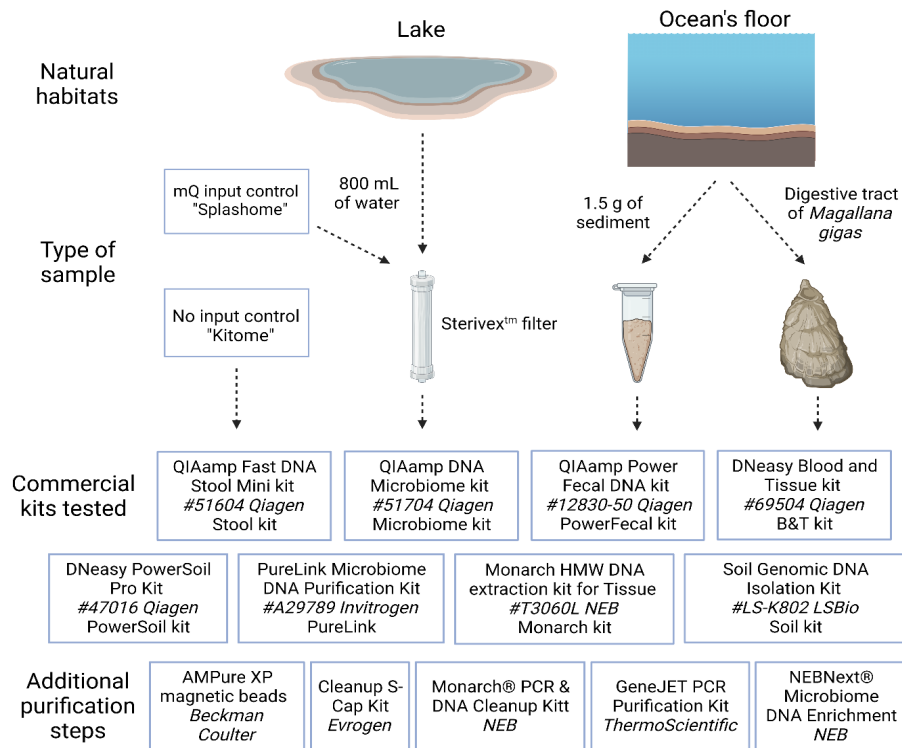 Lake
Ocean's floor
Natural
habitats
mQ input control
"Splashome"
800 mL
of water
1.5 g of
sediment
Digestive tract
of Magallana
gigas
Type of
sample
No input control
"Kitome"
Sterivex™ filter
Commercial
kits tested
QIAamp Fast DNA
Stool Mini kit
#51604 Qiagen
Stool kit
QIAamp DNA
Microbiome kit
#51704 Qiagen
Microbiome kit
QIAamp Power
Fecal DNA kit
#12830-50 Qiagen
PowerFecal kit
DNeasy Blood and
Tissue kit
#69504 Qiagen
B&T kit
DNeasy PowerSoil
Pro Kit
#47016 Qiagen
PowerSoil kit
PureLink Microbiome
DNA Purification Kit
#A29789 Invitrogen
PureLink
Monarch HMW DNA
extraction kit for Tissue
#T3060L NEB
Monarch kit
Soil Genomic DNA
Isolation Kit
#LS-K802 LSBio
Soil kit
Additional
purification
steps
AMPure XP
magnetic beads
Beckman
Coulter
Cleanup S-
Cap Kit
Evrogen
Monarch® PCR &
DNA Cleanup Kitt
NEB
GeneJET PCR
Purification Kit
ThermoScientific
NEBNext®
Microbiome
DNA Enrichment
NEB